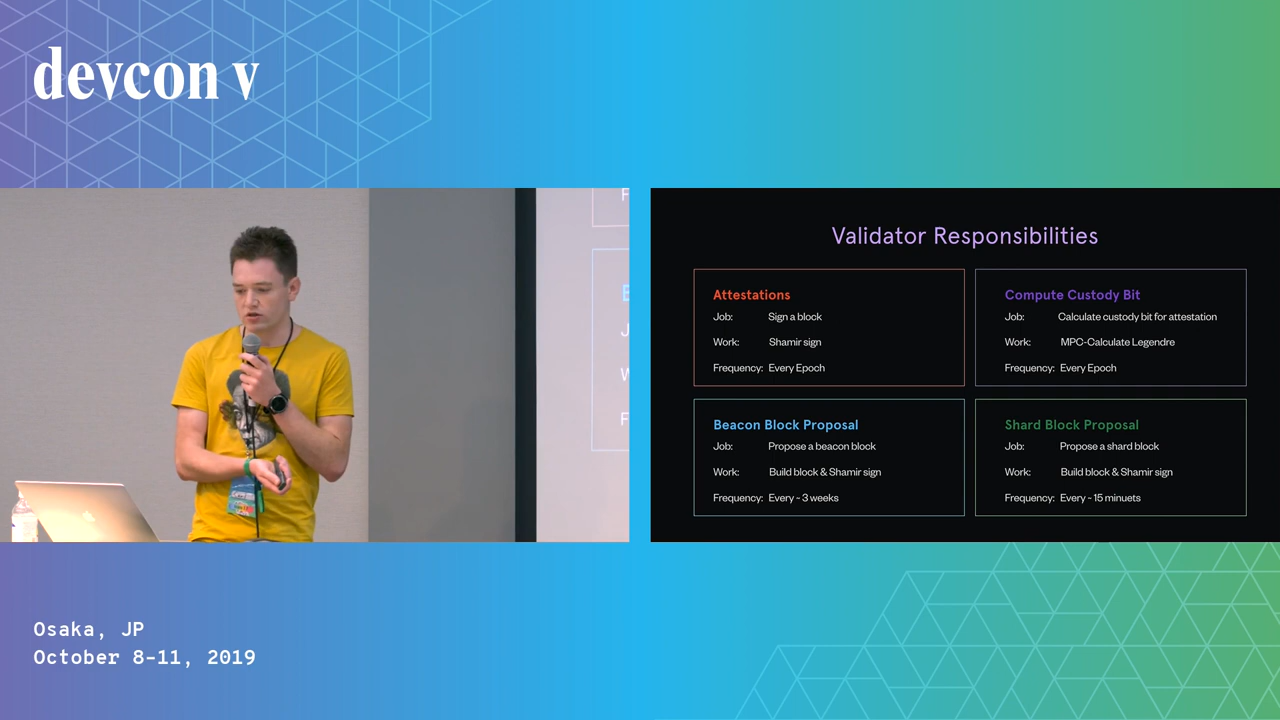 devcon v
Validator Responsibilities
Attestations
Job: Sign a block
Work: Shamir sign
Frequency: Every Epoch
Compute Custody Bit
Job: Calculate custody bit for attestation
Work: MPC-Calculate Legendre
Frequency: Every Epoch
Beacon Block Proposal
Job: Propose a beacon block
Work: Build block & Shamir sign
Frequency: Every ~ 3 weeks
Shard Block Proposal
Job: Propose a shard block
Work: Build block & Shamir sign
Frequency: Every ~ 15 minuets
Osaka, JP
October 8-11, 2019